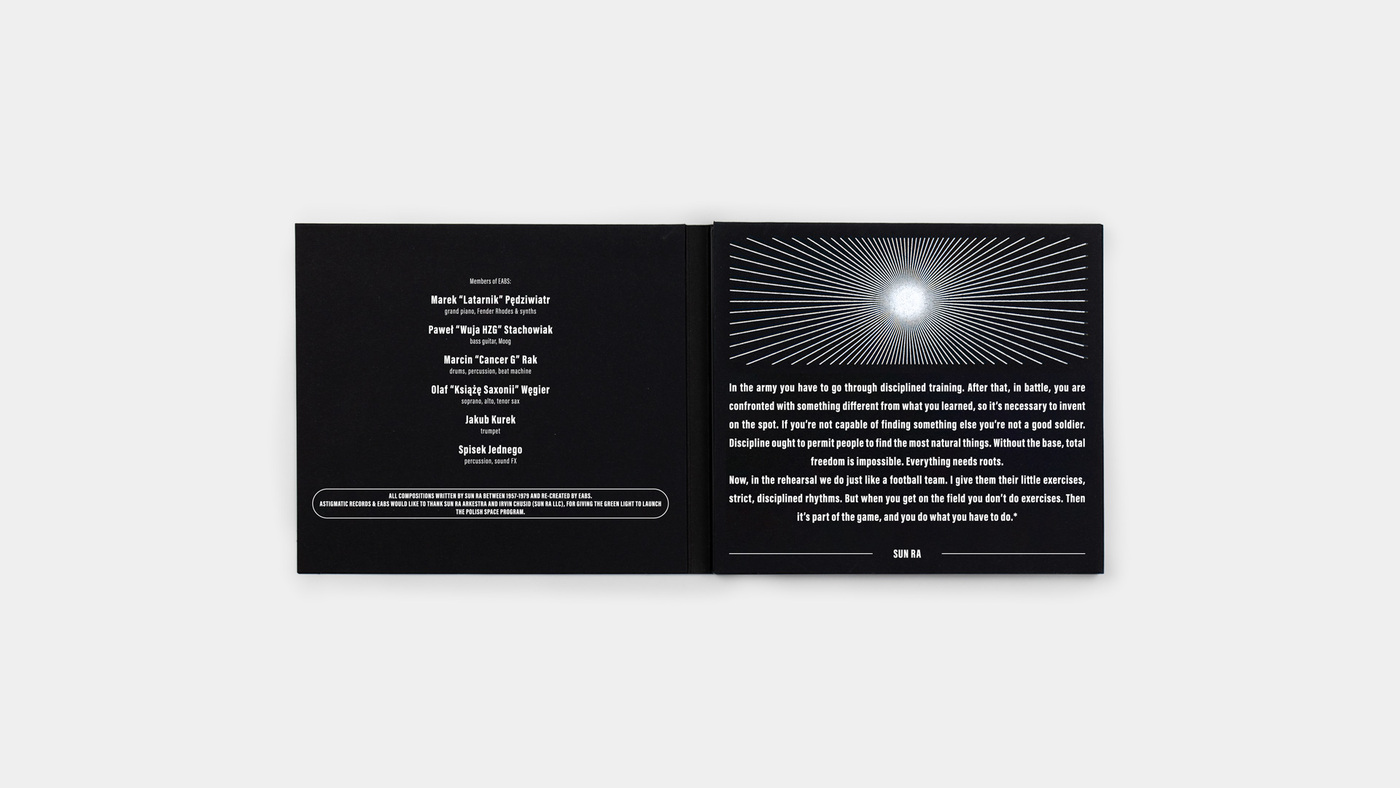 Members of EABS:
Marek "Latarnik" Pędziwiatr
grand piano, Fender Rhodes & synths
Paweł "Wuja HZG" Stachowiak
bass guitar, Moog
Marcin "Cancer G" Rak
drums, percussion, beat machine
Olaf "Książę Saxonii" Węgier
soprano, alto, tenor sax
Jakub Kurek
trumpet
Spisek Jednego
percussion, sound FX
ALL COMPOSITIONS WRITTEN BY SUN RA BETWEEN 1957-1979 AND RE-CREATED BY EABS.
ASTIGMATIC RECORDS & EABS WOULD LIKE TO THANK SUN RA ARKESTRA AND IRVIN CHUSID (SUN RA LLC), FOR GIVING THE GREEN LIGHT TO LAUNCH
THE POLISH SPACE PROGRAM.
In the army you have to go through disciplined training. After that, in battle, you are
confronted with something different from what you learned, so it's necessary to invent
on the spot. If you're not capable of finding something else you're not a good soldier.
Discipline ought to permit people to find the most natural things. Without the base, total
freedom is impossible. Everything needs roots.
Now, in the rehearsal we do just like a football team. I give them their little exercises,
strict, disciplined rhythms. But when you get on the field you don't do exercises. Then
it's part of the game, and you do what you have to do.*
SUN RA